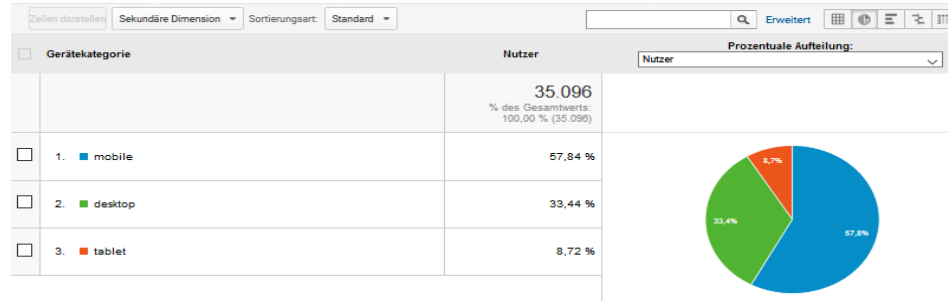 Zeilen darstellen Sekundäre Dimension Sortierungsart: Standard Erweitert
Gerätekategorie Nutzer Prozentuale Aufteilung:
Nutzer
35.096
% des Gesamtwerts:
100,00 % (35.096)
1. mobile 57,84 %
2. desktop 33,44 %
3. tablet 8,72 %
8,7%
33,4%
57,8%